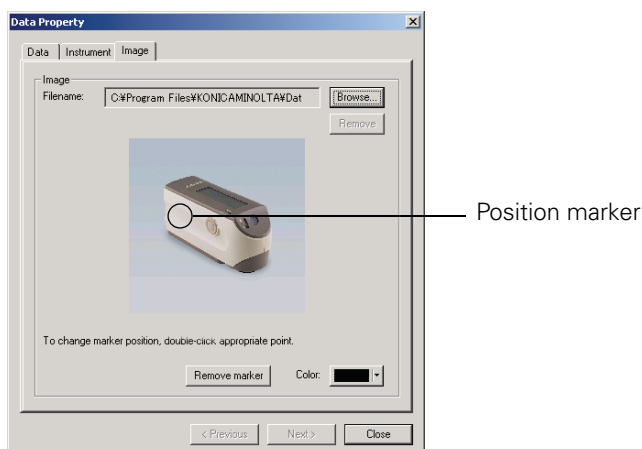 Data Property
Data Instrument Image
Image
Filename: C:¥Program Files¥KONICAMINOLTA¥Dat Browse...
Remove
Position marker
To change marker position, double-click appropriate point.
Remove marker Color:
< Previous Next > Close